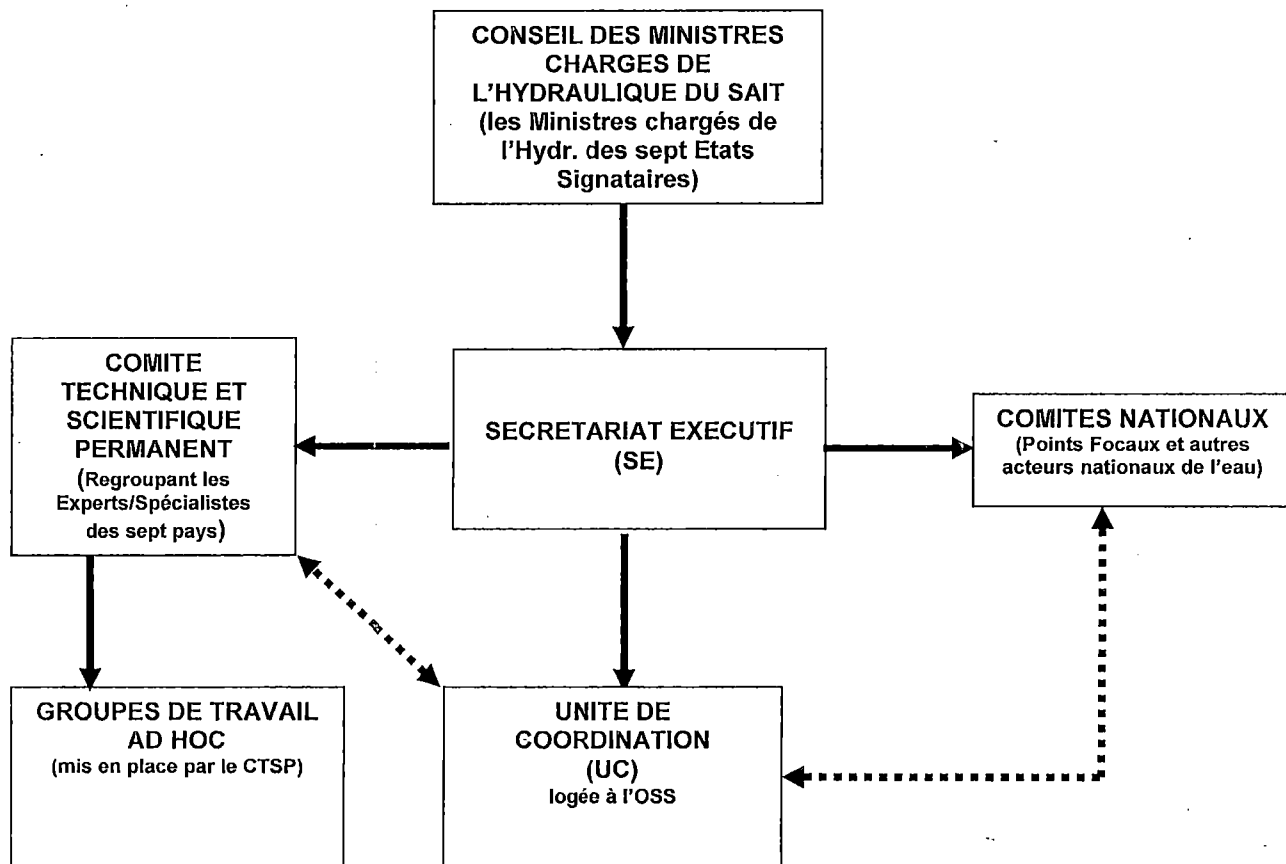 CONSEIL DES MINISTRES
CHARGES DE
L'HYDRAULIQUE DU SAIT
(les Ministres chargés de
l'Hydr. des sept Etats
Signataires)
COMITE
TECHNIQUE ET
SCIENTIFIQUE
PERMANENT
(Regroupant les
Experts/Spécialistes
des sept pays)
SECRETARIAT EXECUTIF
(SE)
COMITES NATIONAUX
(Points Focaux et autres
acteurs nationaux de l'eau)
GROUPES DE TRAVAIL
AD HOC
(mis en place par le CTSP)
UNITE DE
COORDINATION
(UC)
logée à l'OSS